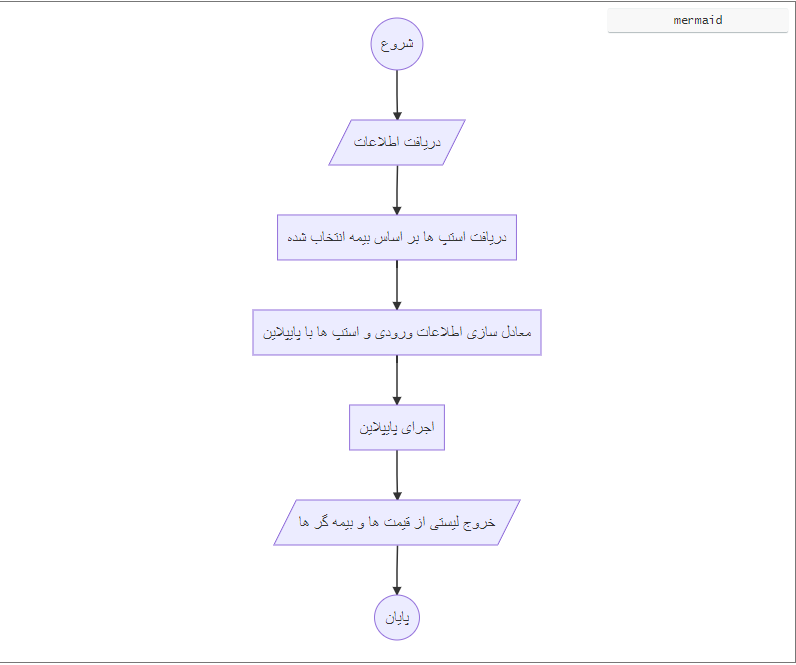 mermaid
شروع
دریافت اطلاعات
دریافت استپ ها بر اساس بیمه انتخاب شده
معادل سازی اطلاعات ورودی و استپ ها با پایپلاین
اجرای پایپلاین
خروج لیستی از قیمت ها و بیمه گر ها
پایان